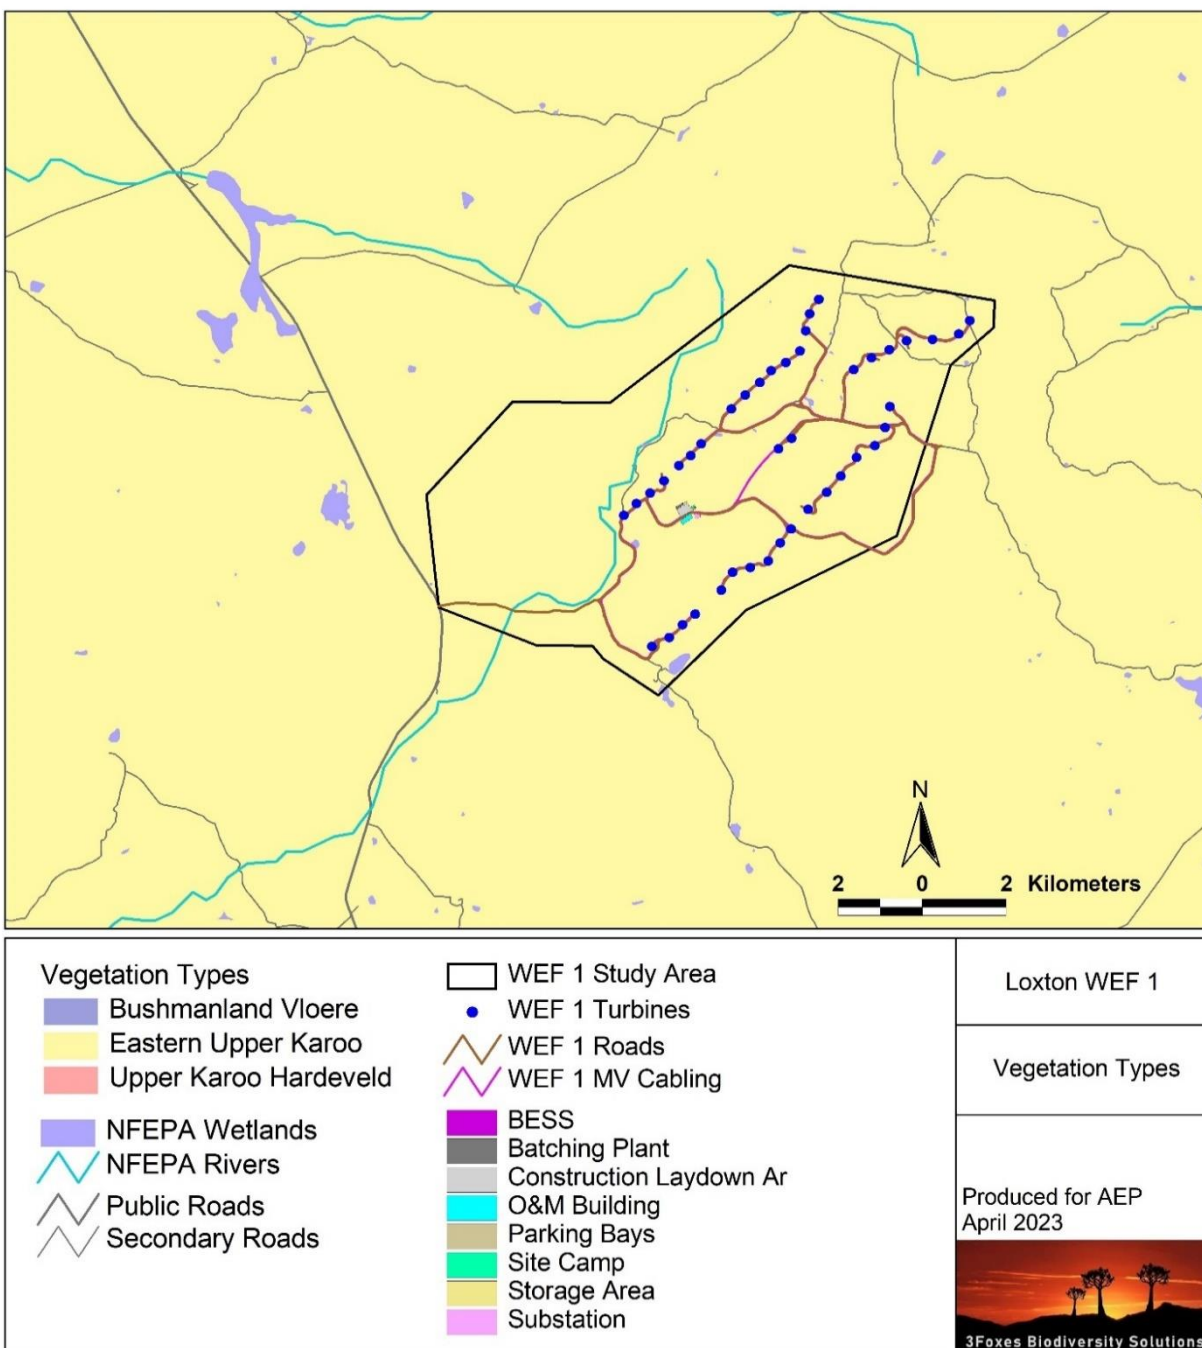 N
2 0 2 Kilometers
Vegetation Types
Bushmanland Vloere
Eastern Upper Karoo
Upper Karoo Hardeveld
NFEPA Wetlands
NFEPA Rivers
Public Roads
Secondary Roads
WEF 1 Study Area
WEF 1 Turbines
WEF 1 Roads
WEF 1 MV Cabling
BESS
Batching Plant
Construction Laydown Ar
O&M Building
Parking Bays
Site Camp
Storage Area
Substation
Loxton WEF 1
Vegetation Types
Produced for AEP
April 2023
3Foxes Biodiversity Solutions